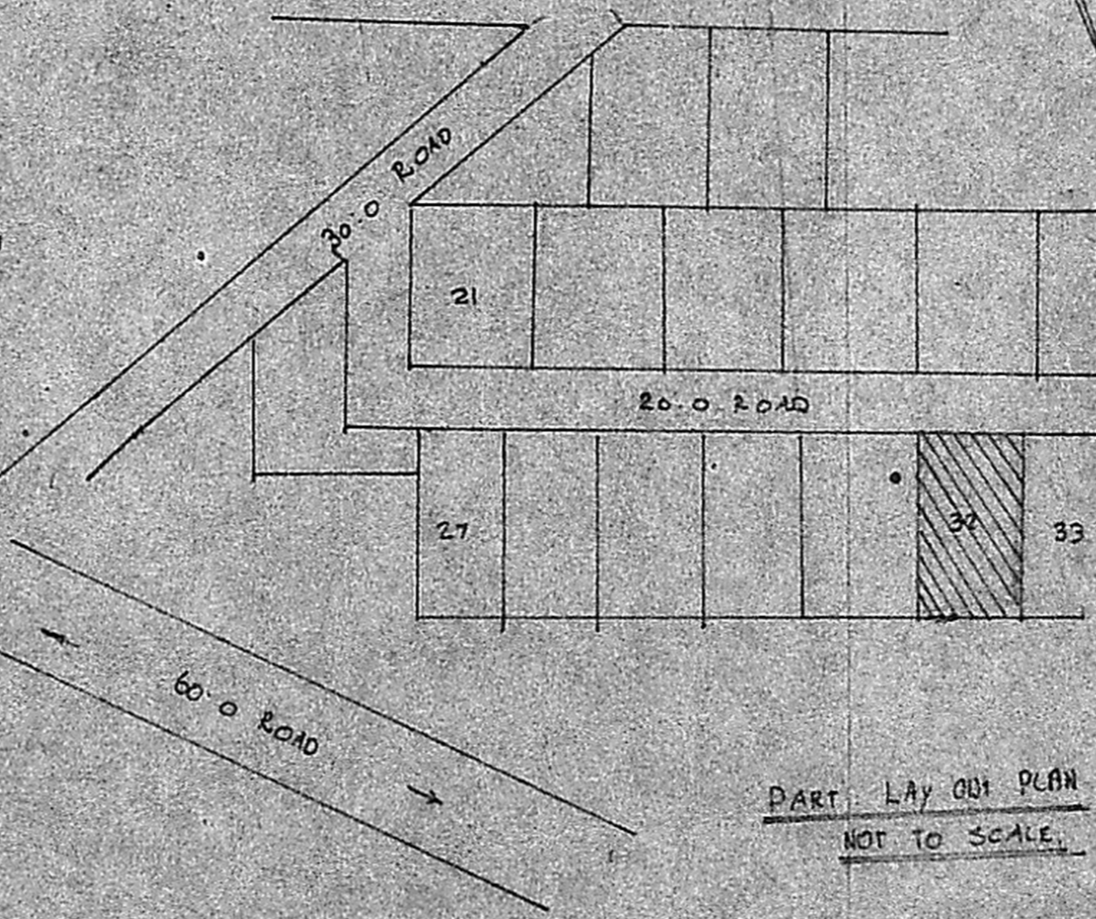 30.0 ROAD
21
20.0 ROAD
27
32
33
60.0 ROAD
PART LAY OUT PLAN
NOT TO SCALE.